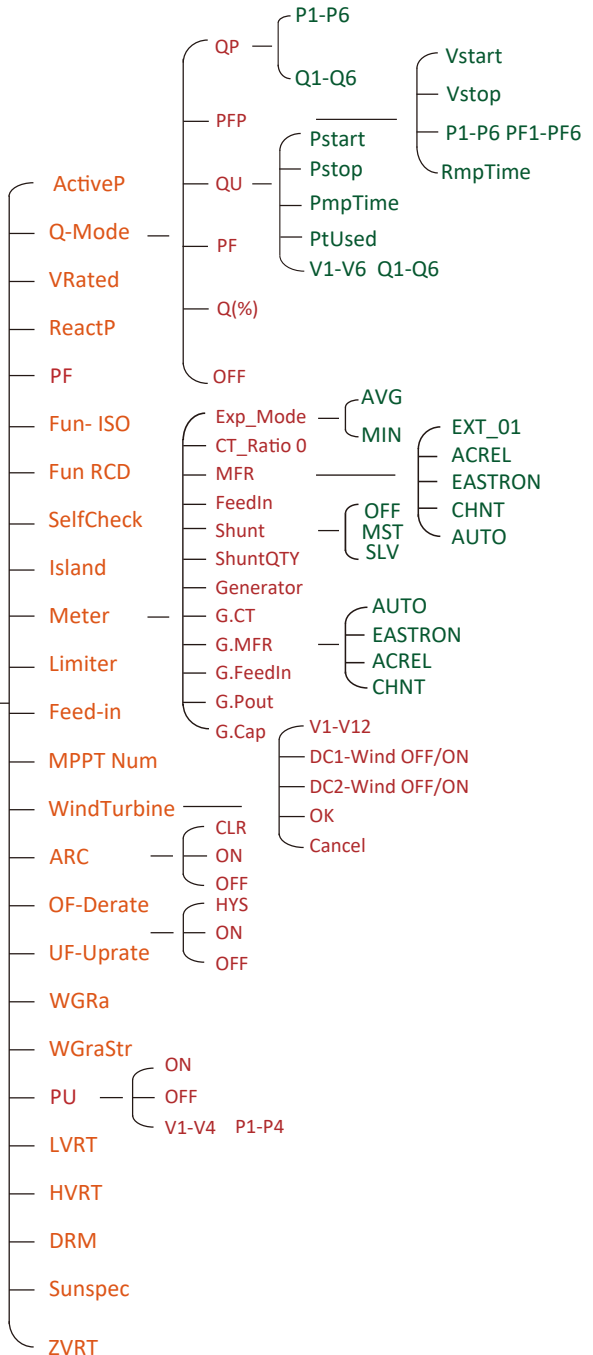 ActiveP
Q-Mode
VRated
ReactP
PF
Fun- ISO
Fun RCD
SelfCheck
Island
Meter
Limiter
Feed-in
MPPT Num
WindTurbine
ARC
OF-Derate
UF-Uprate
WGRa
WGraStr
PU
LVRT
HVRT
DRM
Sunspec
ZVRT
QP
PFP
QU
PF
Q(%)
OFF
P1-P6
Q1-Q6
Vstart
Vstop
P1-P6 PF1-PF6
RmpTime
Pstart
Pstop
PmpTime
PtUsed
V1-V6 Q1-Q6
Exp_Mode
CT_Ratio 0
MFR
FeedIn
Shunt
ShuntQTY
Generator
G.CT
G.MFR
G.FeedIn
G.Pout
G.Cap
AVG
MIN
EXT_01
ACREL
EASTRON
CHNT
AUTO
OFF
MST
SLV
AUTO
EASTRON
ACREL
CHNT
V1-V12
DC1-Wind OFF/ON
DC2-Wind OFF/ON
OK
Cancel
CLR
ON
OFF
HYS
ON
OFF
ON
OFF
V1-V4 P1-P4